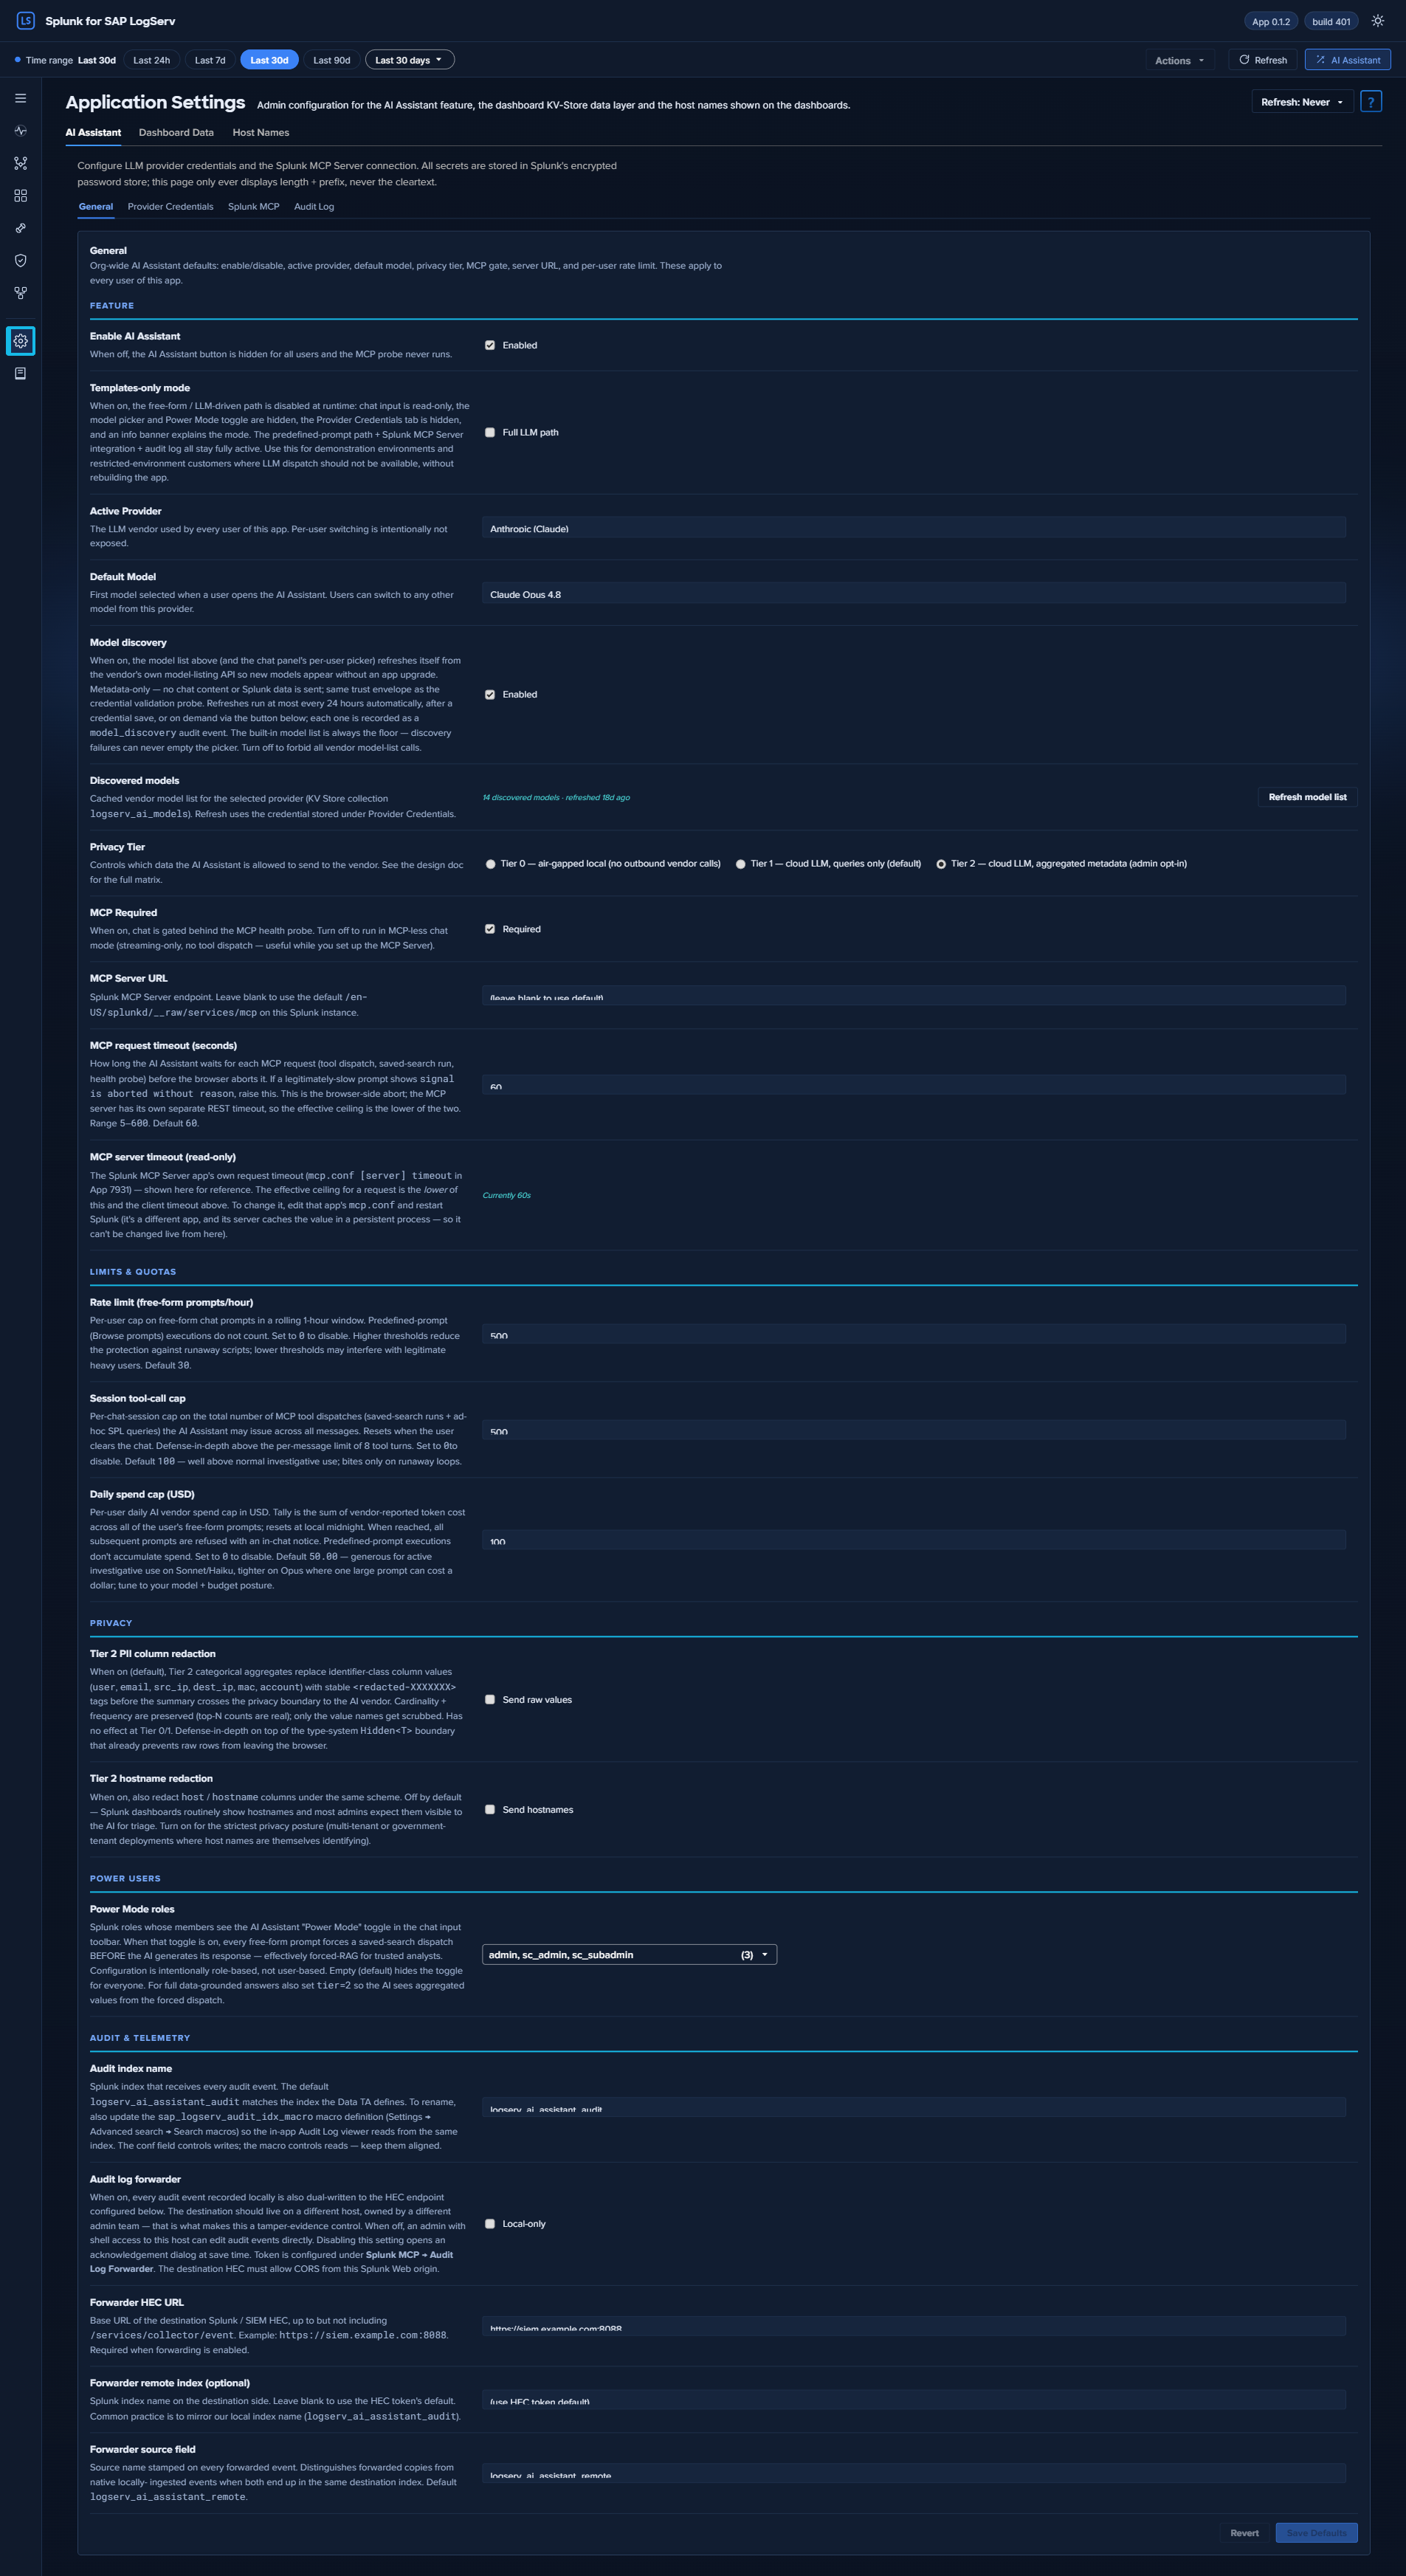 LS Splunk for SAP LogServ App 0.1.2 build 401
Time range Last 30d Last 24h Last 7d Last 30d Last 90d Last 30 days Actions Refresh AI Assistant
Application Settings Admin configuration for the AI Assistant feature, the dashboard KV-Store data layer and the host names shown on the dashboards. Refresh: Never ?
AI Assistant Dashboard Data Host Names
Configure LLM provider credentials and the Splunk MCP Server connection. All secrets are stored in Splunk's encrypted
password store; this page only ever displays length + prefix, never the cleartext.
General Provider Credentials Splunk MCP Audit Log
General
Org-wide AI Assistant defaults: enable/disable, active provider, default model, privacy tier, MCP gate, server URL, and per-user rate limit. These apply to
every user of this app.
FEATURE
Enable AI Assistant
When off, the AI Assistant button is hidden for all users and the MCP probe never runs.
Enabled
Templates-only mode
When on, the free-form / LLM-driven path is disabled at runtime: chat input is read-only, the
model picker and Power Mode toggle are hidden, the Provider Credentials tab is hidden,
and an info banner explains the mode. The predefined-prompt path + Splunk MCP Server
integration + audit log all stay fully active. Use this for demonstration environments and
restricted-environment customers where LLM dispatch should not be available, without
rebuilding the app.
Full LLM path
Active Provider
The LLM vendor used by every user of this app. Per-user switching is intentionally not
exposed.
Anthropic (Claude)
Default Model
First model selected when a user opens the AI Assistant. Users can switch to any other
model from this provider.
Claude Opus 4.8
Model discovery
When on, the model list above (and the chat panel's per-user picker) refreshes itself from
the vendor's own model-listing API so new models appear without an app upgrade.
Metadata-only — no chat content or Splunk data is sent; same trust envelope as the
credential validation probe. Refreshes run at most every 24 hours automatically, after a
credential save, or on demand via the button below; each one is recorded as a
model_discovery audit event. The built-in model list is always the floor — discovery
failures can never empty the picker. Turn off to forbid all vendor model-list calls.
Enabled
Discovered models
Cached vendor model list for the selected provider (KV Store collection
logserv_ai_models). Refresh uses the credential stored under Provider Credentials.
14 discovered models · refreshed 18d ago
Refresh model list
Privacy Tier
Controls which data the AI Assistant is allowed to send to the vendor. See the design doc
for the full matrix.
Tier 0 — air-gapped local (no outbound vendor calls) Tier 1 — cloud LLM, queries only (default) Tier 2 — cloud LLM, aggregated metadata (admin opt-in)
MCP Required
When on, chat is gated behind the MCP health probe. Turn off to run in MCP-less chat
mode (streaming-only, no tool dispatch — useful while you set up the MCP Server).
Required
MCP Server URL
Splunk MCP Server endpoint. Leave blank to use the default /en-
US/splunkd/__raw/services/mcp on this Splunk instance.
(leave blank to use default)
MCP request timeout (seconds)
How long the AI Assistant waits for each MCP request (tool dispatch, saved-search run,
health probe) before the browser aborts it. If a legitimately-slow prompt shows signal
is aborted without reason, raise this. This is the browser-side abort; the MCP
server has its own separate REST timeout, so the effective ceiling is the lower of the two.
Range 5–600. Default 60.
60
MCP server timeout (read-only)
The Splunk MCP Server app's own request timeout (mcp.conf [server] timeout in
App 7931) — shown here for reference. The effective ceiling for a request is the lower of
this and the client timeout above. To change it, edit that app's mcp.conf and restart
Splunk (it's a different app, and its server caches the value in a persistent process — so it
can't be changed live from here).
Currently 60s
LIMITS & QUOTAS
Rate limit (free-form prompts/hour)
Per-user cap on free-form chat prompts in a rolling 1-hour window. Predefined-prompt
(Browse prompts) executions do not count. Set to 0 to disable. Higher thresholds reduce
the protection against runaway scripts; lower thresholds may interfere with legitimate
heavy users. Default 30.
500
Session tool-call cap
Per-chat-session cap on the total number of MCP tool dispatches (saved-search runs + ad-
hoc SPL queries) the AI Assistant may issue across all messages. Resets when the user
clears the chat. Defense-in-depth above the per-message limit of 8 tool turns. Set to 0to
disable. Default 100 — well above normal investigative use; bites only on runaway loops.
500
Daily spend cap (USD)
Per-user daily AI vendor spend cap in USD. Tally is the sum of vendor-reported token cost
across all of the user's free-form prompts; resets at local midnight. When reached, all
subsequent prompts are refused with an in-chat notice. Predefined-prompt executions
don't accumulate spend. Set to 0 to disable. Default 50.00 — generous for active
investigative use on Sonnet/Haiku, tighter on Opus where one large prompt can cost a
dollar; tune to your model + budget posture.
100
PRIVACY
Tier 2 PII column redaction
When on (default), Tier 2 categorical aggregates replace identifier-class column values
(user, email, src_ip, dest_ip, mac, account) with stable <redacted-XXXXXXX>
tags before the summary crosses the privacy boundary to the AI vendor. Cardinality +
frequency are preserved (top-N counts are real); only the value names get scrubbed. Has
no effect at Tier 0/1. Defense-in-depth on top of the type-system Hidden<T> boundary
that already prevents raw rows from leaving the browser.
Send raw values
Tier 2 hostname redaction
When on, also redact host / hostname columns under the same scheme. Off by default
— Splunk dashboards routinely show hostnames and most admins expect them visible to
the AI for triage. Turn on for the strictest privacy posture (multi-tenant or government-
tenant deployments where host names are themselves identifying).
Send hostnames
POWER USERS
Power Mode roles
Splunk roles whose members see the AI Assistant "Power Mode" toggle in the chat input
toolbar. When that toggle is on, every free-form prompt forces a saved-search dispatch
BEFORE the AI generates its response — effectively forced-RAG for trusted analysts.
Configuration is intentionally role-based, not user-based. Empty (default) hides the toggle
for everyone. For full data-grounded answers also set tier=2 so the AI sees aggregated
values from the forced dispatch.
admin, sc_admin, sc_subadmin (3)
AUDIT & TELEMETRY
Audit index name
Splunk index that receives every audit event. The default
logserv_ai_assistant_audit matches the index the Data TA defines. To rename,
also update the sap_logserv_audit_idx_macro macro definition (Settings →
Advanced search → Search macros) so the in-app Audit Log viewer reads from the same
index. The conf field controls writes; the macro controls reads — keep them aligned.
logserv_ai_assistant_audit
Audit log forwarder
When on, every audit event recorded locally is also dual-written to the HEC endpoint
configured below. The destination should live on a different host, owned by a different
admin team — that is what makes this a tamper-evidence control. When off, an admin with
shell access to this host can edit audit events directly. Disabling this setting opens an
acknowledgement dialog at save time. Token is configured under Splunk MCP → Audit
Log Forwarder. The destination HEC must allow CORS from this Splunk Web origin.
Local-only
Forwarder HEC URL
Base URL of the destination Splunk / SIEM HEC, up to but not including
/services/collector/event. Example: https://siem.example.com:8088.
Required when forwarding is enabled.
https://siem.example.com:8088
Forwarder remote index (optional)
Splunk index name on the destination side. Leave blank to use the HEC token's default.
Common practice is to mirror our local index name (logserv_ai_assistant_audit).
(use HEC token default)
Forwarder source field
Source name stamped on every forwarded event. Distinguishes forwarded copies from
native locally- ingested events when both end up in the same destination index. Default
logserv_ai_assistant_remote.
logserv_ai_assistant_remote
Revert Save Defaults